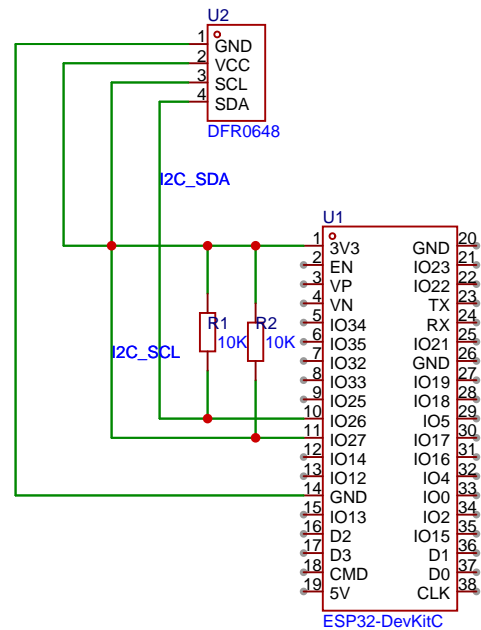 U2
1 GND
2 VCC
3 SCL
4 SDA
DFR0648
I2C_SDA
U1
1 3V3 GND 20
2 EN IO23 21
3 VP IO22 22
4 VN TX 23
5 IO34 RX 24
6 IO35 IO21 25
7 IO32 GND 26
8 IO33 IO19 27
9 IO25 IO18 28
10 IO26 IO5 29
11 IO27 IO17 30
12 IO14 IO16 31
13 IO12 IO4 32
14 GND IO0 33
15 IO13 IO2 34
16 D2 IO15 35
17 D3 D1 36
18 CMD D0 37
19 5V CLK 38
R1 R2
10K 10K
I2C_SCL
ESP32-DevKitC